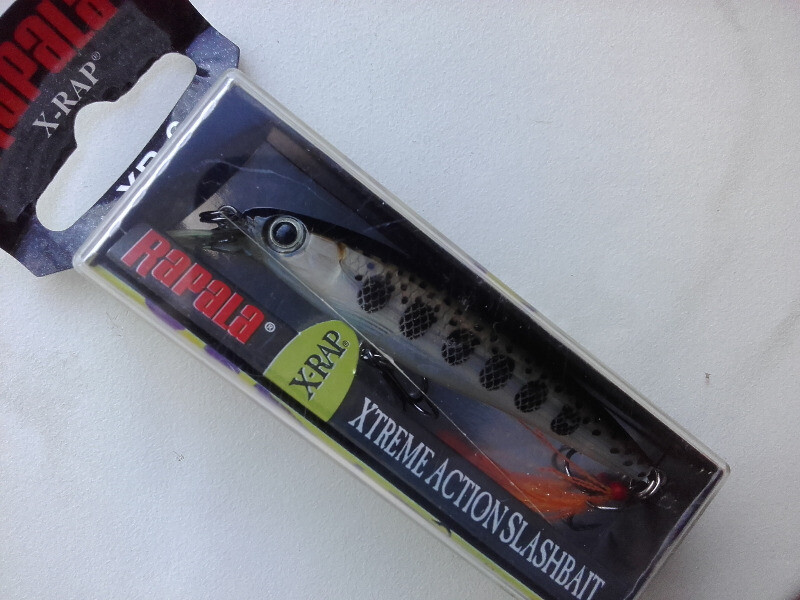 Rapala
X-RAP®
Rapala®
X-RAP®
XTREME ACTION SLASHBAIT